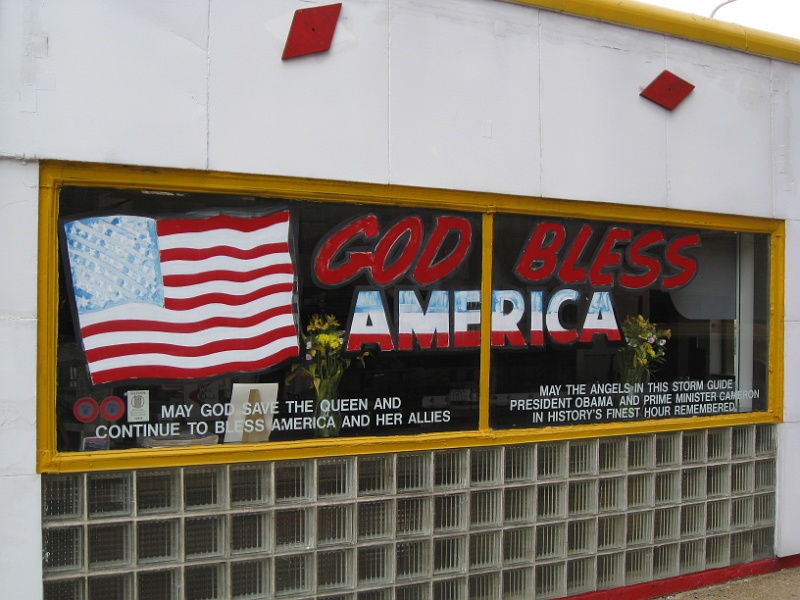 GOD BLESS
AMERICA
MAY GOD SAVE THE QUEEN AND
CONTINUE TO BLESS AMERICA AND HER ALLIES
MAY THE ANGELS IN THIS STORM GUIDE
PRESIDENT OBAMA AND PRIME MINISTER CAMERON
IN HISTORY'S FINEST HOUR REMEMBERED
A